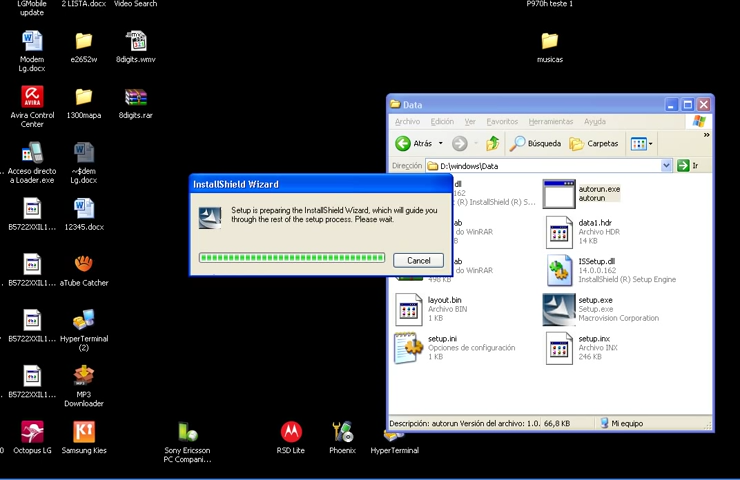 LGMobile
update
2 LISTA.docx
Video Search
P970h teste 1
Modem
Lg.docx
e2652w
8digits.wmv
musicas
Avira Control
Center
1300mapa
8digits.rar
Acceso directo
a Loader.exe
~$dem
Lg.docx
B5722XXIL1...
12345.docx
B5722XXIL1...
aTube Catcher
B5722XXIL1...
HyperTerminal
(2)
B5722XXIL1...
MP3
Downloader
Octopus LG
Samsung Kies
Sony Ericsson
PC Compani...
RSD Lite
Phoenix
HyperTerminal
InstallShield Wizard
Setup is preparing the InstallShield Wizard, which will guide you
through the rest of the setup process. Please wait.
Cancel
Data
Archivo Edición Ver Favoritos Herramientas Ayuda
Atrás
Búsqueda
Carpetas
Dirección
D:\windows\Data
Ir
dll
162
(R) InstallShield (R) S...
autorun.exe
autorun
ab
do WinRAR
data1.hdr
Archivo HDR
14 KB
ab
do WinRAR
498 KB
ISSetup.dll
14.0.0.162
InstallShield (R) Setup Engine
layout.bin
Archivo BIN
1 KB
setup.exe
Setup.exe
Macrovision Corporation
setup.ini
Opciones de configuración
1 KB
setup.inx
Archivo INX
246 KB
Descripción: autorun Versión del archivo: 1.0. 66,8 KB
Mi equipo